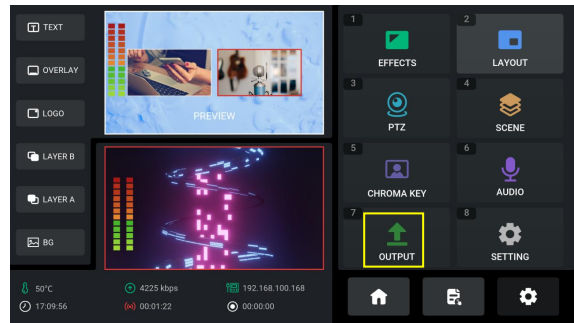 TEXT
OVERLAY
LOGO
LAYER B
LAYER A
BG
PREVIEW
1
EFFECTS
2
LAYOUT
3
PTZ
4
SCENE
5
CHROMA KEY
6
AUDIO
7
OUTPUT
8
SETTING
50°C
4225 kbps
192.168.100.168
17:09:56
00:01:22
00:00:00